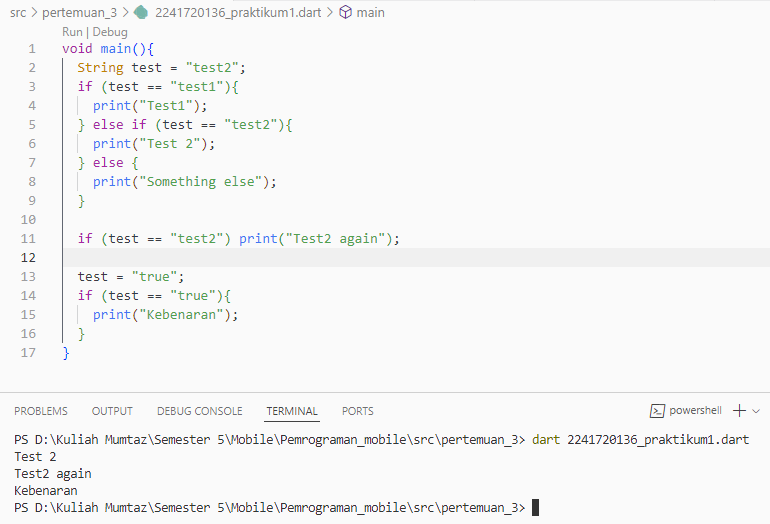 src > pertemuan_3 > 2241720136_praktikum1.dart > main
Run | Debug
1 void main(){
2 String test = "test2";
3 if (test == "test1"){
4 print("Test1");
5 } else if (test == "test2"){
6 print("Test 2");
7 } else {
8 print("Something else");
9 }
10
11 if (test == "test2") print("Test2 again");
12
13 test = "true";
14 if (test == "true"){
15 print("Kebenaran");
16 }
17 }
PROBLEMS OUTPUT DEBUG CONSOLE TERMINAL PORTS powershell
PS D:\Kuliah Mumtaz\Semester 5\Mobile\Pemrograman_mobile\src\pertemuan_3> dart 2241720136_praktikum1.dart
Test 2
Test2 again
Kebenaran
PS D:\Kuliah Mumtaz\Semester 5\Mobile\Pemrograman_mobile\src\pertemuan_3>